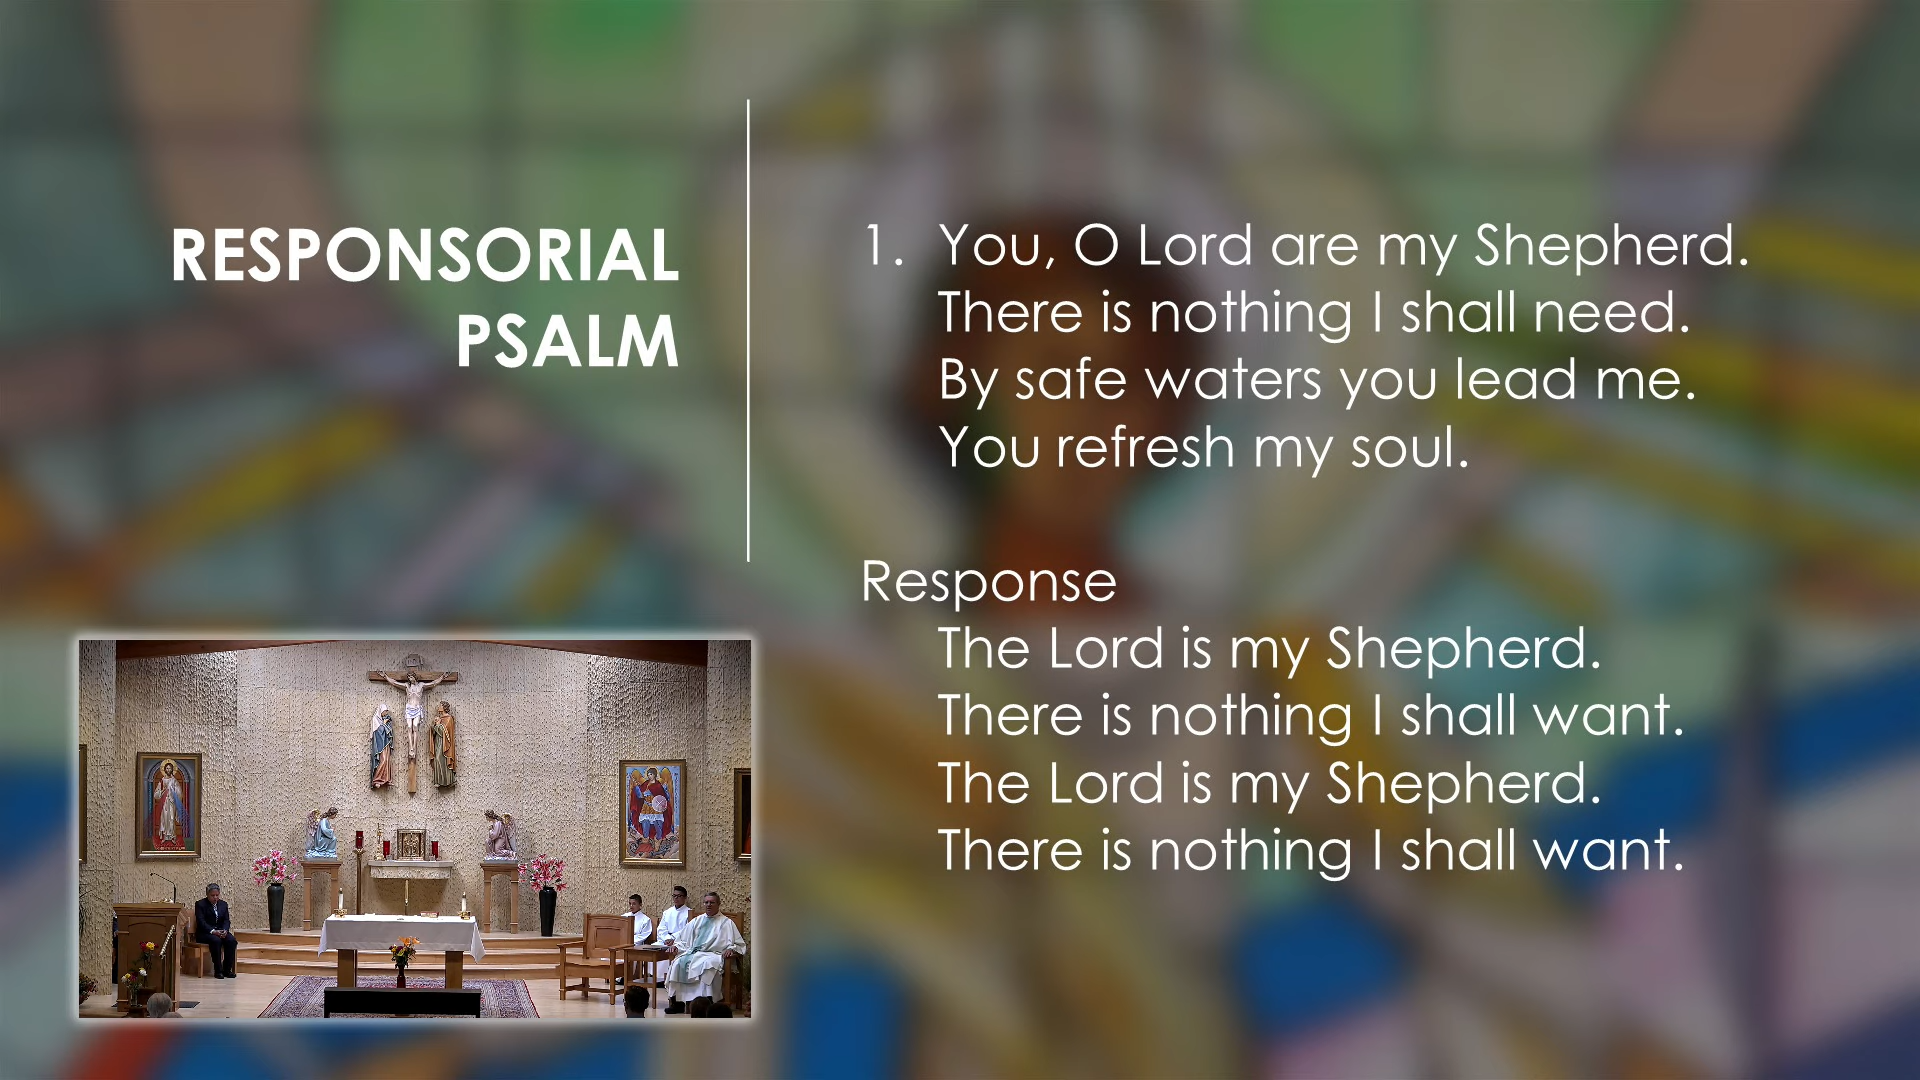 RESPONSORIAL
PSALM
1. You, O Lord are my Shepherd.
There is nothing I shall need.
By safe waters you lead me.
You refresh my soul.
Response
The Lord is my Shepherd.
There is nothing I shall want.
The Lord is my Shepherd.
There is nothing I shall want.